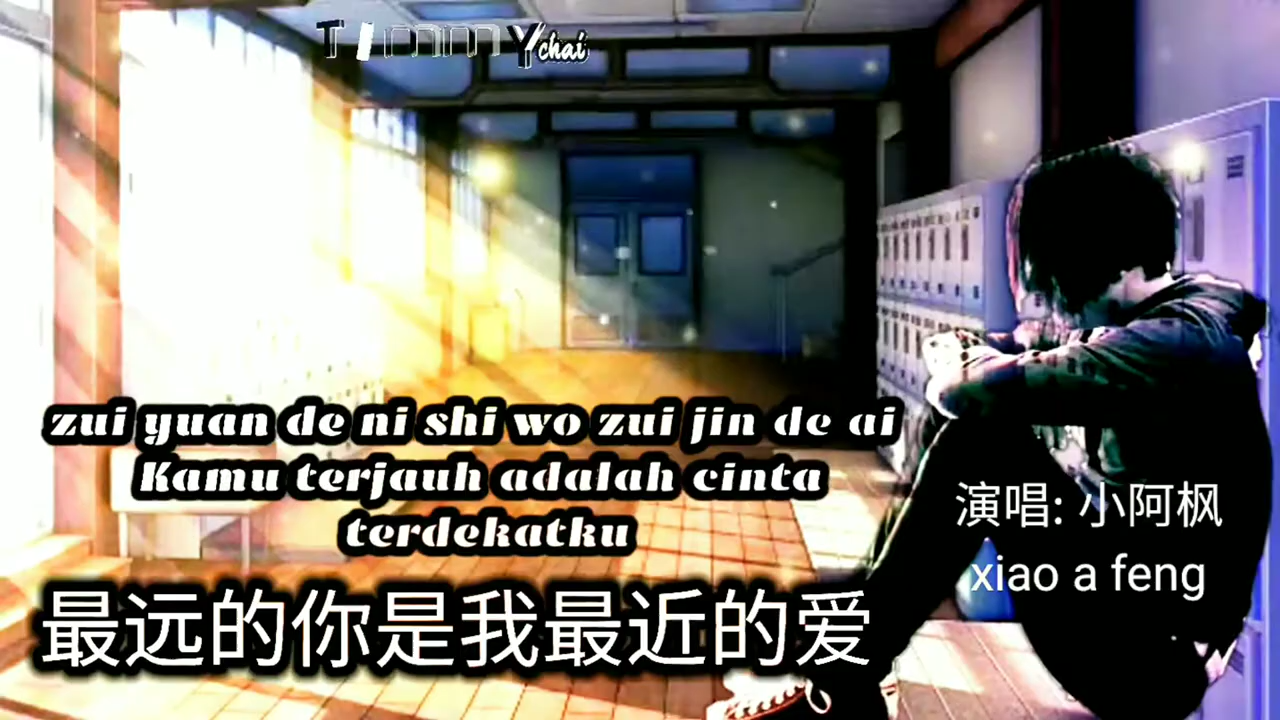 TimmYchai
zui yuan de ni shi wo zui jin de ai
Kamu terjauh adalah cinta
terdekatku
最远的你是我最近的爱
演唱: 小阿枫
xiao a feng